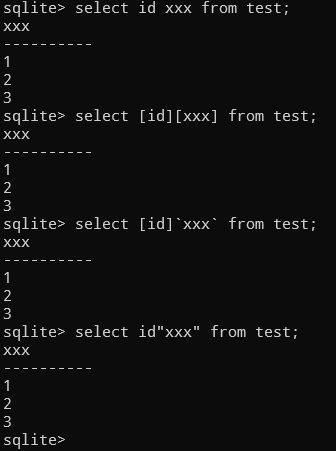 sqlite> select id xxx from test;
xxx
----------
1
2
3
sqlite> select [id][xxx] from test;
xxx
----------
1
2
3
sqlite> select [id]`xxx` from test;
xxx
----------
1
2
3
sqlite> select id"xxx" from test;
xxx
----------
1
2
3
sqlite>